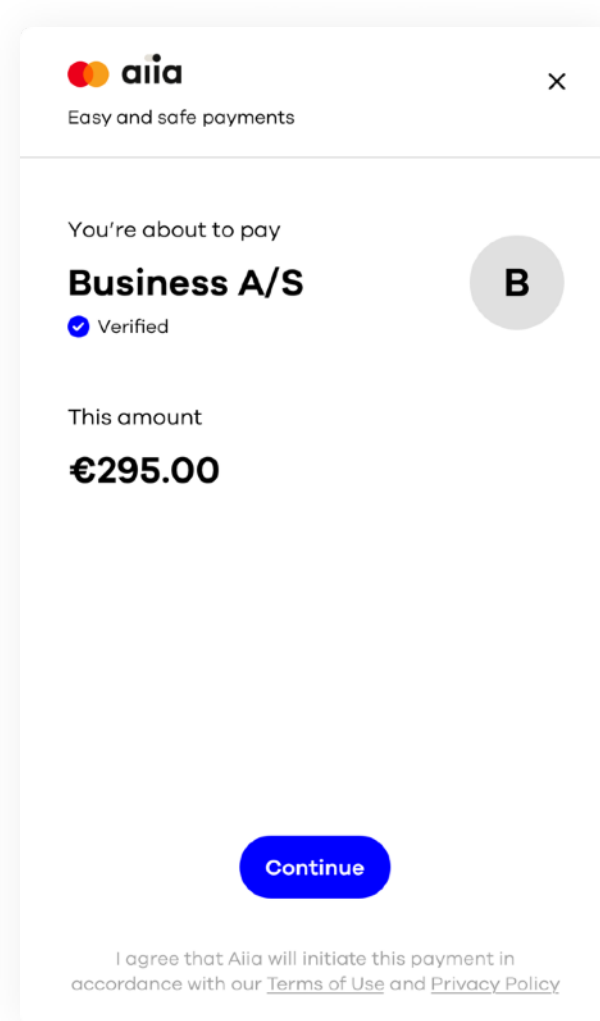 aiia
Easy and safe payments
You're about to pay
Business A/S
B
Verified
This amount
€295.00
Continue
I agree that Aiia will initiate this payment in
accordance with our Terms of Use and Privacy Policy